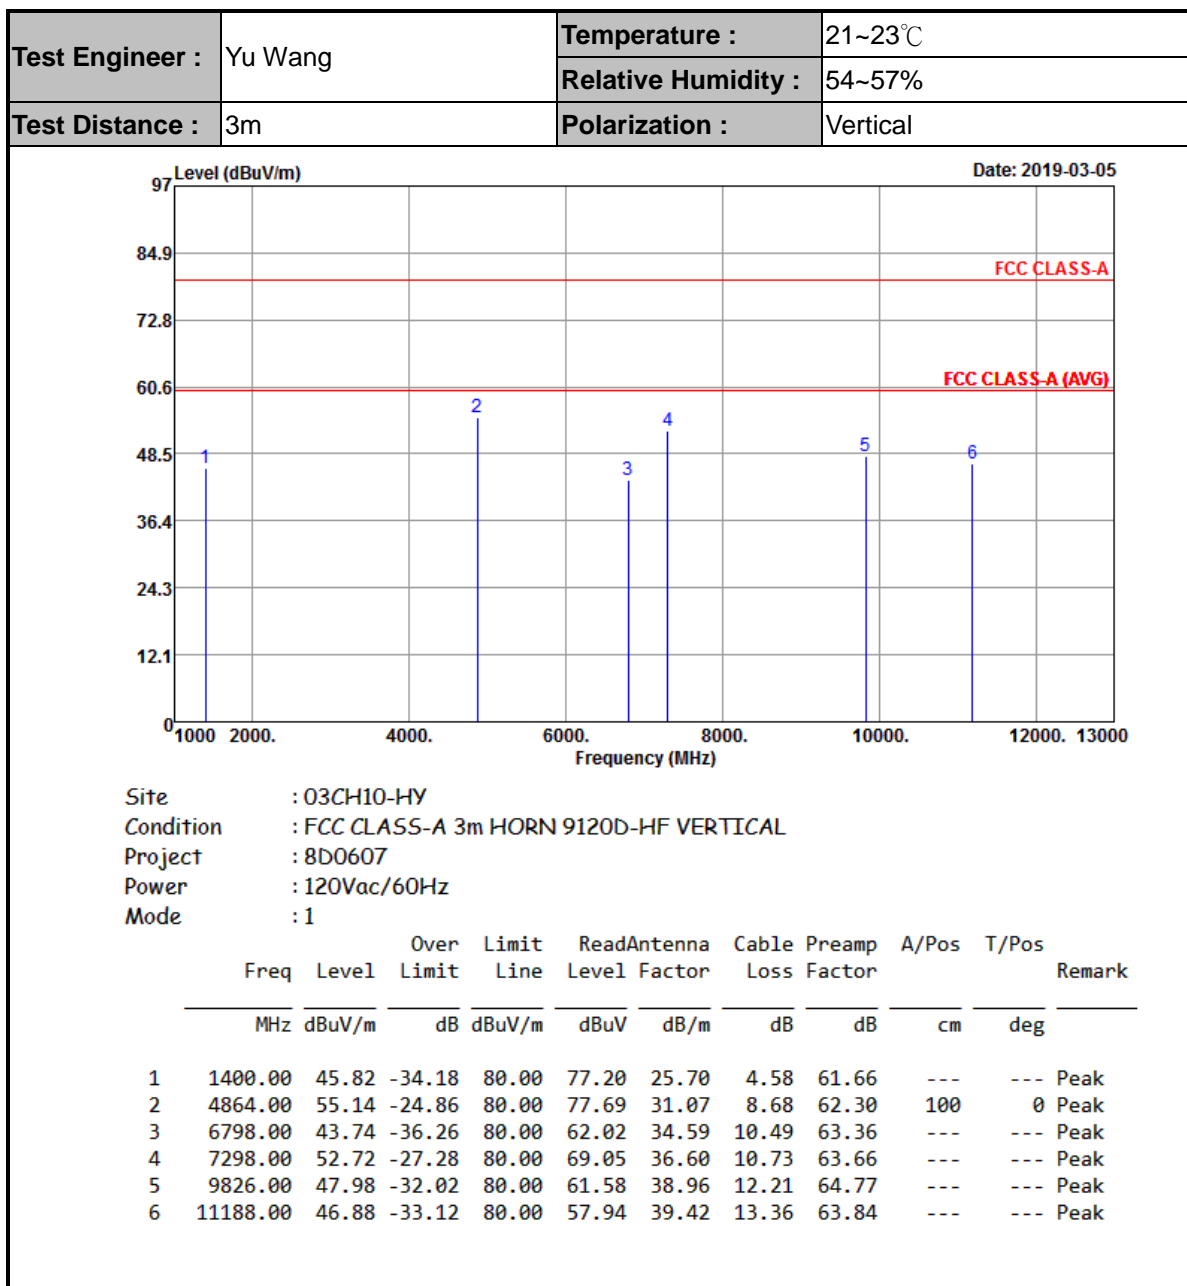 Test Engineer : Yu Wang Temperature : 21~23℃
Relative Humidity : 54~57%
Test Distance : 3m Polarization : Vertical
Level (dBuV/m) Date: 2019-03-05
97
84.9
FCC CLASS-A
72.8
60.6
FCC CLASS-A (AVG)
48.5
36.4
24.3
12.1
0
1 2 3 4 5 6
1000 2000. 4000. 6000. 8000. 10000. 12000. 13000
Frequency (MHz)
Site : 03CH10-HY
Condition : FCC CLASS-A 3m HORN 9120D-HF VERTICAL
Project : 8D0607
Power : 120Vac/60Hz
Mode : 1
Over Limit ReadAntenna Cable Preamp A/Pos T/Pos
Freq Level Limit Line Level Factor Loss Factor Remark
MHz dBuV/m dB dBuV/m dBuV dB/m dB dB cm deg
1 1400.00 45.82 -34.18 80.00 77.20 25.70 4.58 61.66 --- --- Peak
2 4864.00 55.14 -24.86 80.00 77.69 31.07 8.68 62.30 100 0 Peak
3 6798.00 43.74 -36.26 80.00 62.02 34.59 10.49 63.36 --- --- Peak
4 7298.00 52.72 -27.28 80.00 69.05 36.60 10.73 63.66 --- --- Peak
5 9826.00 47.98 -32.02 80.00 61.58 38.96 12.21 64.77 --- --- Peak
6 11188.00 46.88 -33.12 80.00 57.94 39.42 13.36 63.84 --- --- Peak